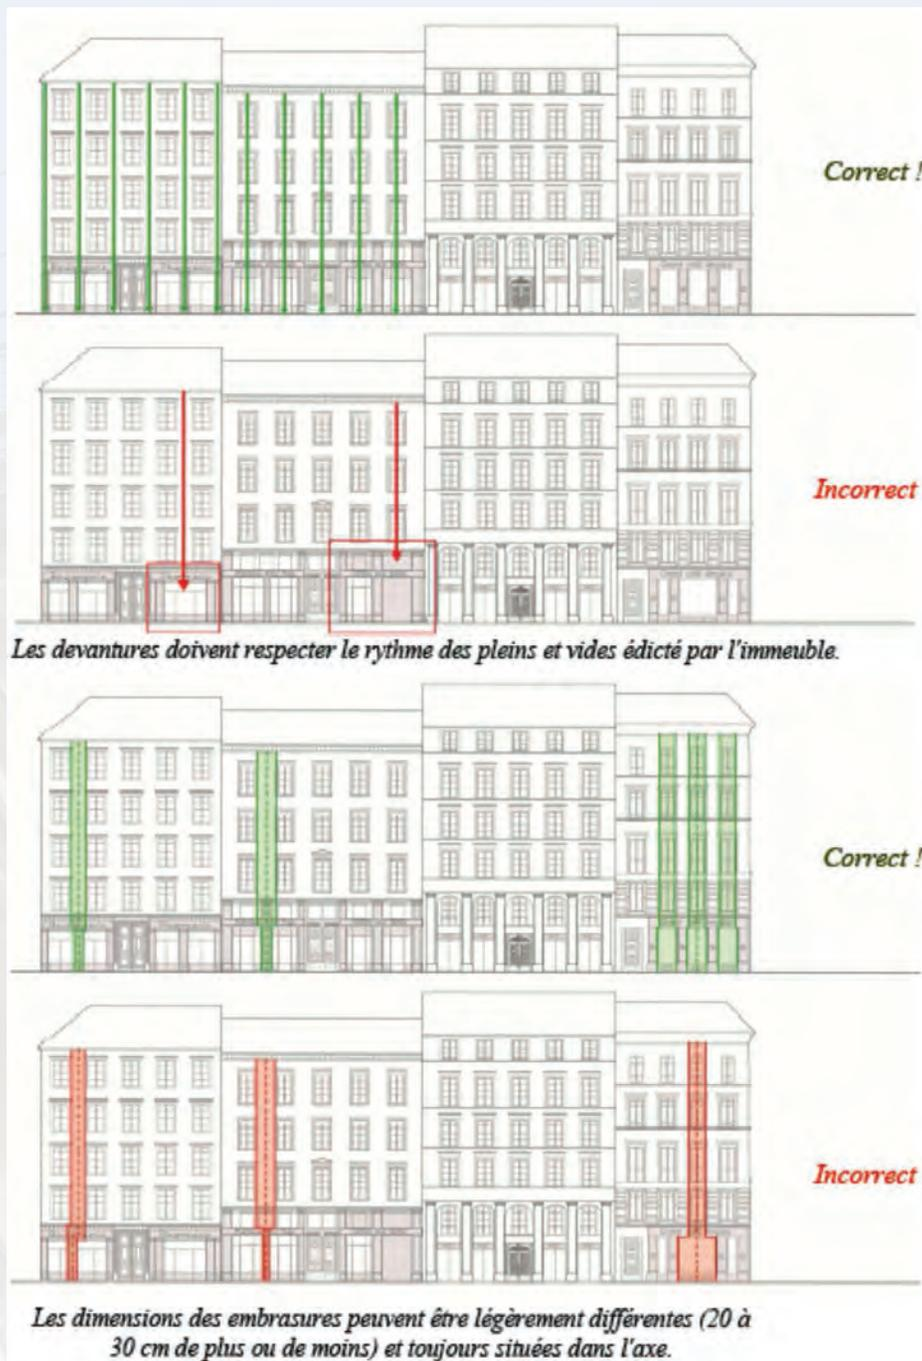 Correct !
Incorrect
Les devantures doivent respecter le rythme des pleins et vides édicté par l'immeuble.
Correct !
Incorrect
Les dimensions des embrasures peuvent être légèrement différentes (20 à
30 cm de plus ou de moins) et toujours situées dans l'axe.